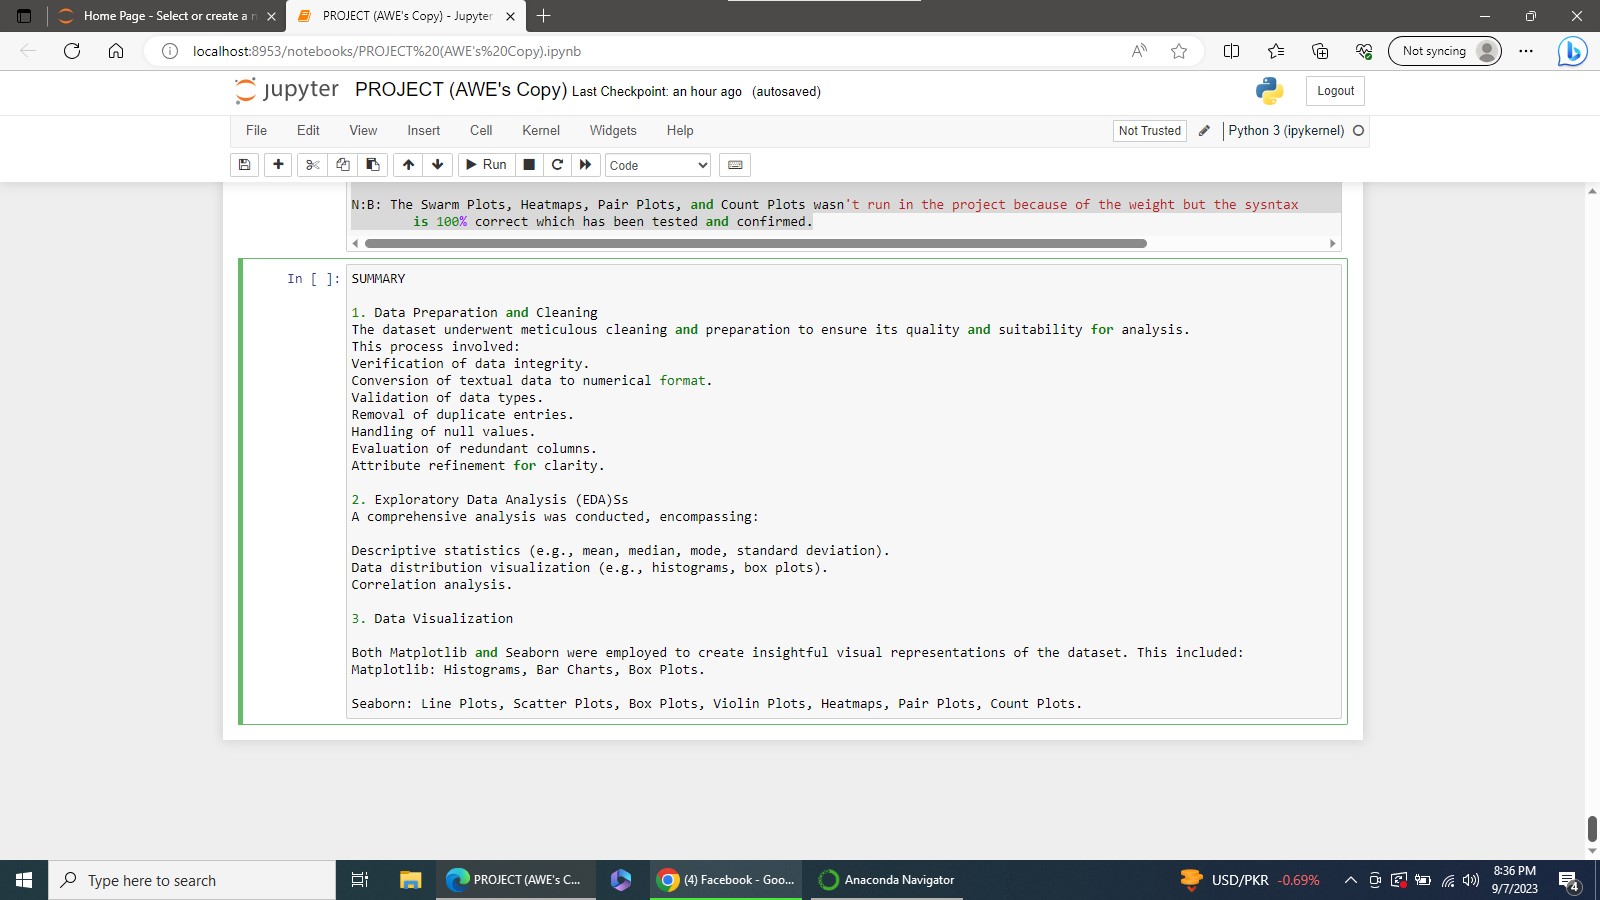 Home Page - Select or create a n
PROJECT (AWE's Copy) - Jupyter
localhost:8953/notebooks/PROJECT%20(AWE's%20Copy).ipynb
Not syncing
jupyter PROJECT (AWE's Copy) Last Checkpoint: an hour ago (autosaved)
Logout
File Edit View Insert Cell Kernel Widgets Help
Not Trusted
Python 3 (ipykernel)
Run
Code
N:B: The Swarm Plots, Heatmaps, Pair Plots, and Count Plots wasn't run in the project because of the weight but the sysntax
is 100% correct which has been tested and confirmed.
In [ ]: SUMMARY
1. Data Preparation and Cleaning
The dataset underwent meticulous cleaning and preparation to ensure its quality and suitability for analysis.
This process involved:
Verification of data integrity.
Conversion of textual data to numerical format.
Validation of data types.
Removal of duplicate entries.
Handling of null values.
Evaluation of redundant columns.
Attribute refinement for clarity.
2. Exploratory Data Analysis (EDA)Ss
A comprehensive analysis was conducted, encompassing:
Descriptive statistics (e.g., mean, median, mode, standard deviation).
Data distribution visualization (e.g., histograms, box plots).
Correlation analysis.
3. Data Visualization
Both Matplotlib and Seaborn were employed to create insightful visual representations of the dataset. This included:
Matplotlib: Histograms, Bar Charts, Box Plots.
Seaborn: Line Plots, Scatter Plots, Box Plots, Violin Plots, Heatmaps, Pair Plots, Count Plots.
Type here to search
PROJECT (AWE's C...
(4) Facebook - Goo...
Anaconda Navigator
USD/PKR -0.69%
8:36 PM
9/7/2023
4